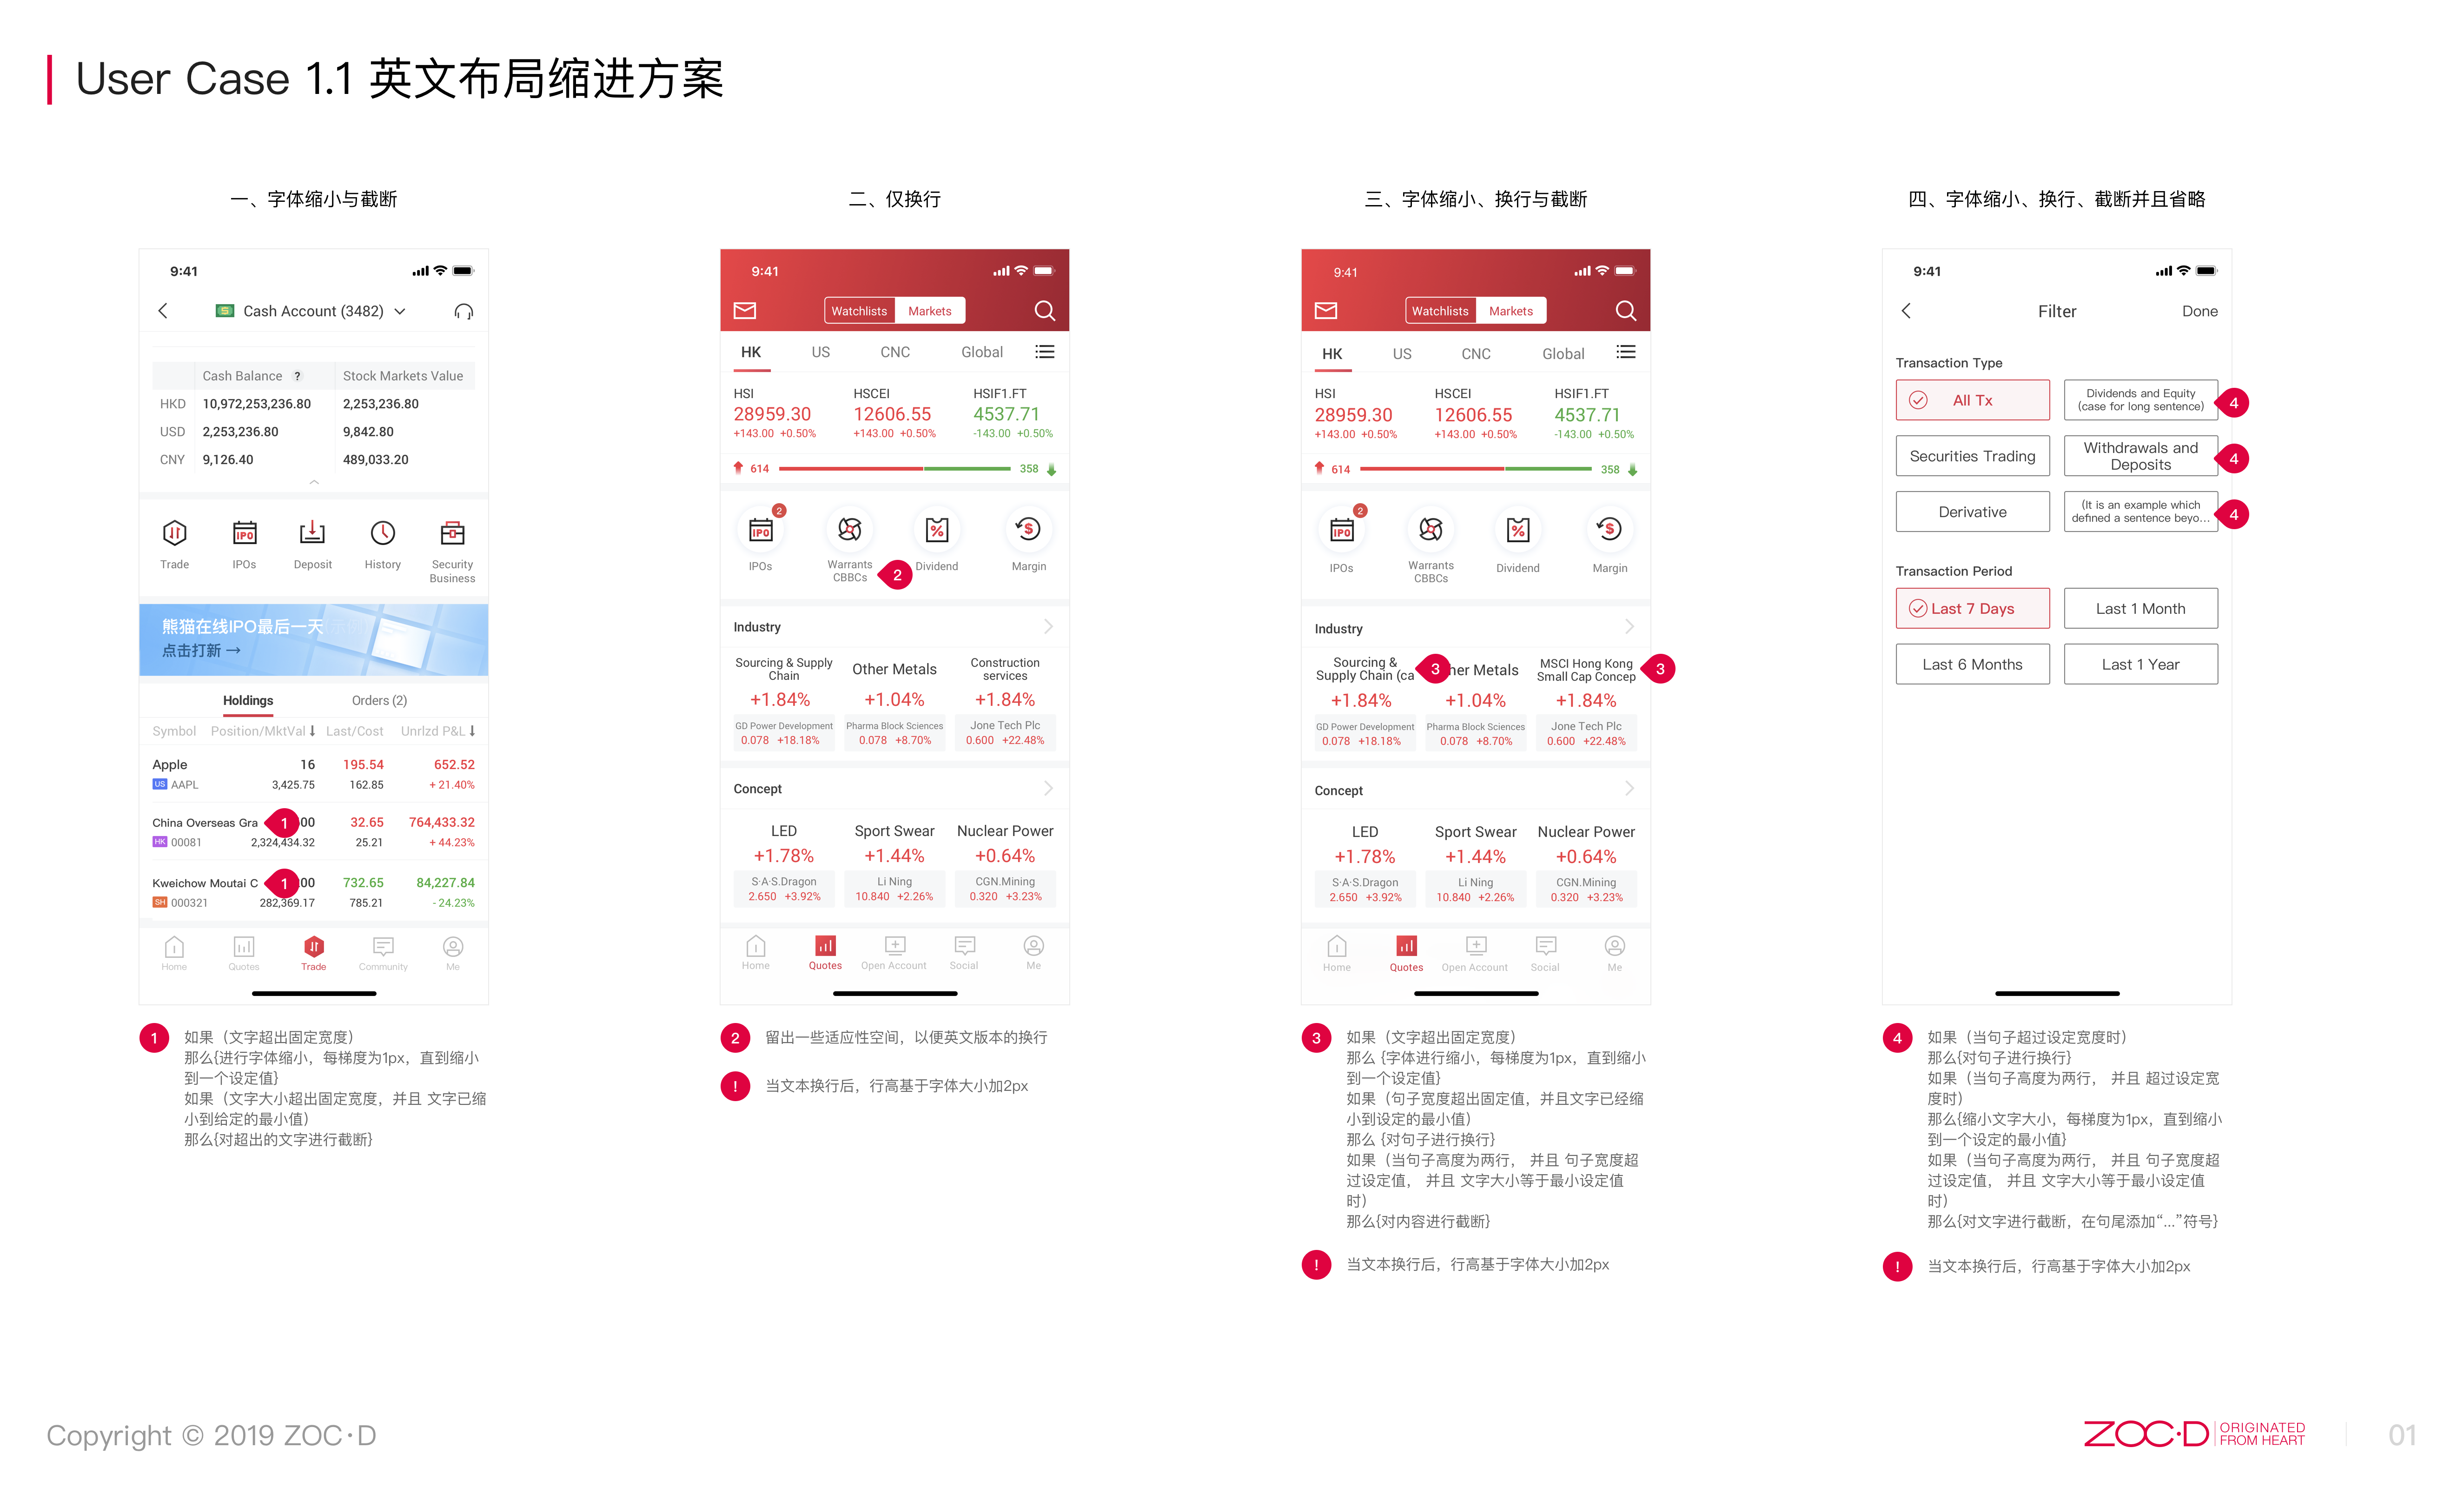 User Case 1.1 英文布局缩进方案
一、字体缩小与截断
9:41
Cash Account (3482)
Cash Balance ? Stock Markets Value
HKD 10,972,253,236.80 2,253,236.80
USD 2,253,236.80 9,842.80
CNY 9,126.40 489,033.20
IPO
Trade IPOs Deposit History Security
Business
熊猫在线IPO最后一天
点击打新 →
Holdings Orders (2)
Symbol Position/MktVal Last/Cost Unrlzd P&L
Apple 16 195.54 652.52
US AAPL 3,425.75 162.85 + 21.40%
China Overseas Gra 1 00 32.65 764,433.32
HK 00081 2,324,434.32 25.21 + 44.23%
Kweichow Moutai C 1 00 732.65 84,227.84
SH 000321 282,369.17 785.21 - 24.23%
Home Quotes Trade Community Me
1 如果（文字超出固定宽度）
那么{进行字体缩小，每梯度为1px，直到缩小
到一个设定值}
如果（文字大小超出固定宽度，并且 文字已缩
小到给定的最小值）
那么{对超出的文字进行截断}
二、仅换行
9:41
Watchlists Markets
HK US CNC Global
HSI HSCEI HSIF1.FT
28959.30 12606.55 4537.71
+143.00 +0.50% +143.00 +0.50% -143.00 +0.50%
614 358
2
IPO % $
IPOs Warrants Dividend Margin
CBBCs 2
Industry
Sourcing & Supply Other Metals Construction
Chain services
+1.84% +1.04% +1.84%
GD Power Development Pharma Block Sciences Jone Tech Plc
0.078 +18.18% 0.078 +8.70% 0.600 +22.48%
Concept
LED Sport Swear Nuclear Power
+1.78% +1.44% +0.64%
S·A·S.Dragon Li Ning CGN.Mining
2.650 +3.92% 10.840 +2.26% 0.320 +3.23%
Home Quotes Open Account Social Me
2 留出一些适应性空间，以便英文版本的换行
! 当文本换行后，行高基于字体大小加2px
三、字体缩小、换行与截断
9:41
Watchlists Markets
HK US CNC Global
HSI HSCEI HSIF1.FT
28959.30 12606.55 4537.71
+143.00 +0.50% +143.00 +0.50% -143.00 +0.50%
614 358
2
IPO % $
IPOs Warrants Dividend Margin
CBBCs
Industry
Sourcing & 3 her Metals MSCI Hong Kong 3
Supply Chain (ca Small Cap Concep
+1.84% +1.04% +1.84%
GD Power Development Pharma Block Sciences Jone Tech Plc
0.078 +18.18% 0.078 +8.70% 0.600 +22.48%
Concept
LED Sport Swear Nuclear Power
+1.78% +1.44% +0.64%
S·A·S.Dragon Li Ning CGN.Mining
2.650 +3.92% 10.840 +2.26% 0.320 +3.23%
Home Quotes Open Account Social Me
3 如果（文字超出固定宽度）
那么 {字体进行缩小，每梯度为1px，直到缩小
到一个设定值}
如果（句子宽度超出固定值，并且文字已经缩
小到设定的最小值）
那么 {对句子进行换行}
如果（当句子高度为两行， 并且 句子宽度超
过设定值， 并且 文字大小等于最小设定值
时）
那么{对内容进行截断}
! 当文本换行后，行高基于字体大小加2px
四、字体缩小、换行、截断并且省略
9:41
Filter Done
Transaction Type
All Tx Dividends and Equity
(case for long sentence) 4
Securities Trading Withdrawals and
Deposits 4
Derivative (It is an example which
defined a sentence beyo... 4
Transaction Period
Last 7 Days Last 1 Month
Last 6 Months Last 1 Year
4 如果（当句子超过设定宽度时）
那么{对句子进行换行}
如果（当句子高度为两行， 并且 超过设定宽
度时）
那么{缩小文字大小，每梯度为1px，直到缩小
到一个设定的最小值}
如果（当句子高度为两行， 并且 句子宽度超
过设定值， 并且 文字大小等于最小设定值
时）
那么{对文字进行截断，在句尾添加“...”符号}
! 当文本换行后，行高基于字体大小加2px
Copyright © 2019 ZOC·D
ZOC·D ORIGINATED
FROM HEART
01